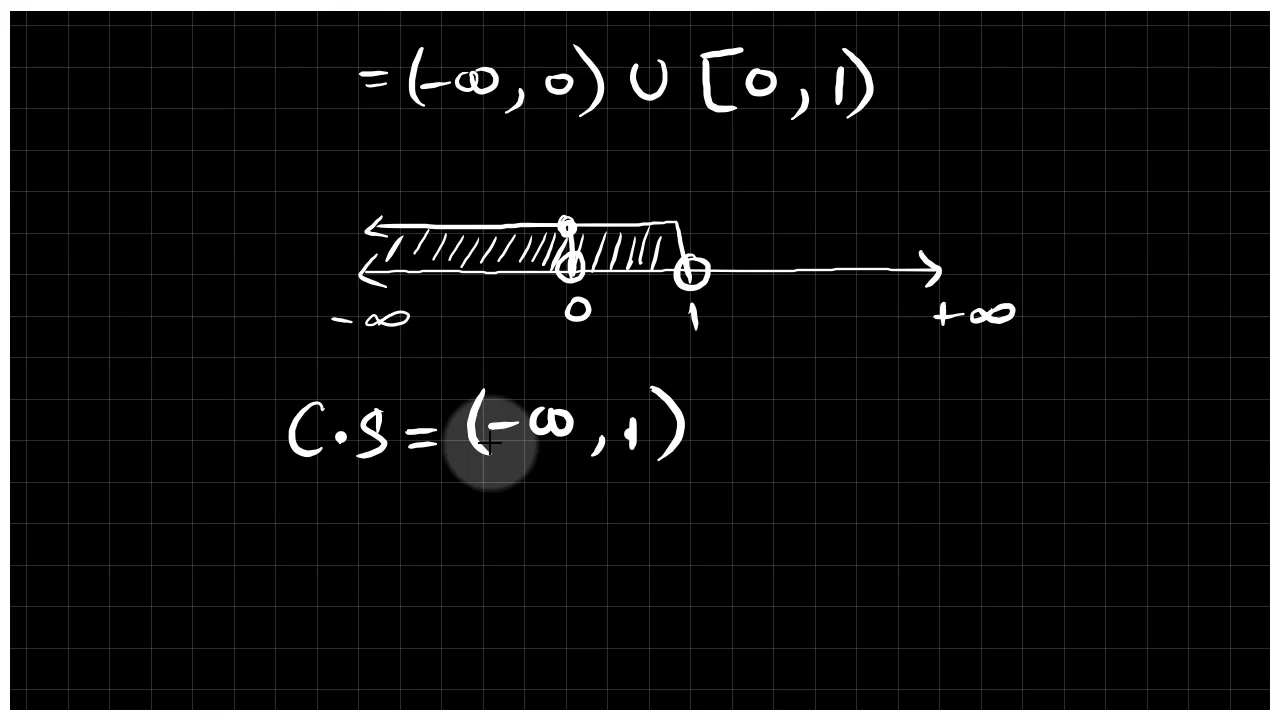 = (-∞, 0) ∪ [0, 1)
-∞ 0 1 +∞
C.S = (-∞, 1)